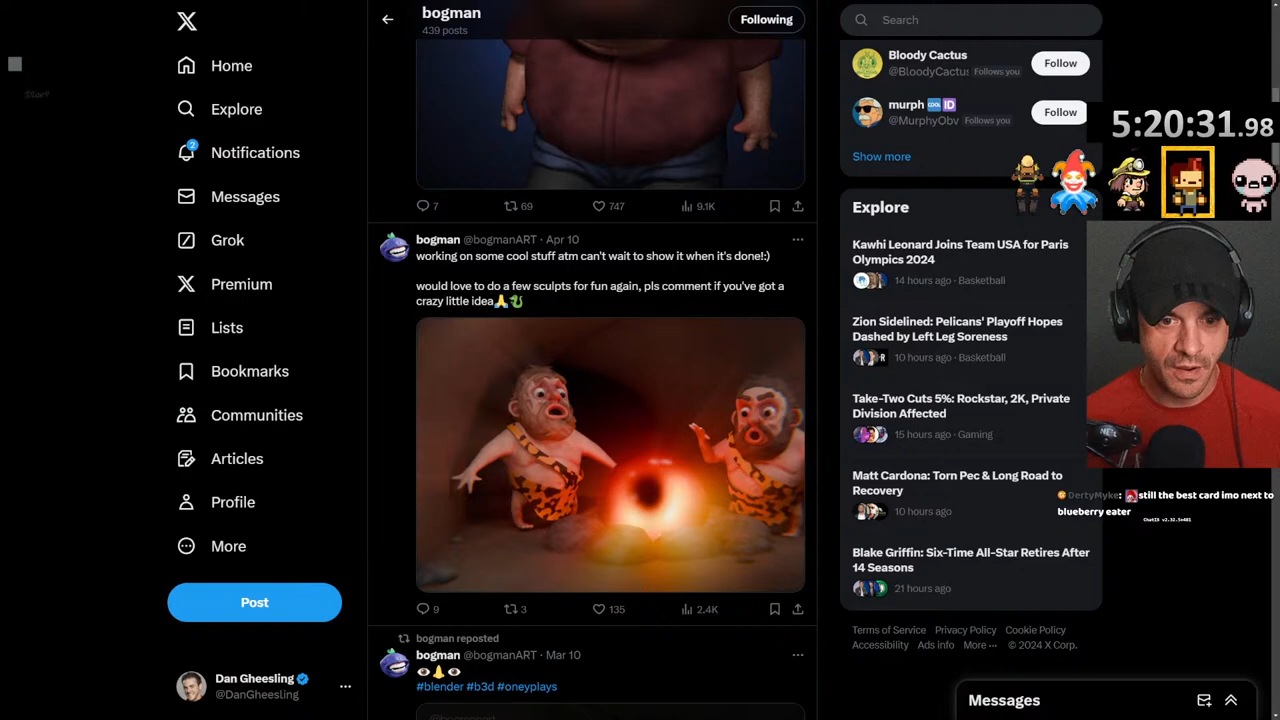 bogman
439 posts
Following
Search
Home
Explore
2
Notifications
Messages
Grok
Premium
Lists
Bookmarks
Communities
Articles
Profile
More
Post
Dan Gheesling
@DanGheesling
7
69
747
9.1K
bogman @bogmanART · Apr 10
working on some cool stuff atm can't wait to show it when it's done!:)
would love to do a few sculpts for fun again, pls comment if you've got a
crazy little idea🙏🐍
9
3
135
2.4K
bogman reposted
bogman @bogmanART · Mar 10
👁️👃👁️
#blender #b3d #oneyplays
Bloody Cactus
@BloodyCactus Follows you
Follow
murph 🆒 🆔
@MurphyObv Follows you
Follow
Show more
Explore
Kawhi Leonard Joins Team USA for Paris
Olympics 2024
14 hours ago · Basketball
Zion Sidelined: Pelicans' Playoff Hopes
Dashed by Left Leg Soreness
10 hours ago · Basketball
Take-Two Cuts 5%: Rockstar, 2K, Private
Division Affected
15 hours ago · Gaming
Matt Cardona: Torn Pec & Long Road to
Recovery
10 hours ago
Blake Griffin: Six-Time All-Star Retires After
14 Seasons
21 hours ago
Terms of Service Privacy Policy Cookie Policy
Accessibility Ads info More ··· © 2024 X Corp.
Messages
5:20:31.98
DertyMyke: still the best card imo next to
blueberry eater